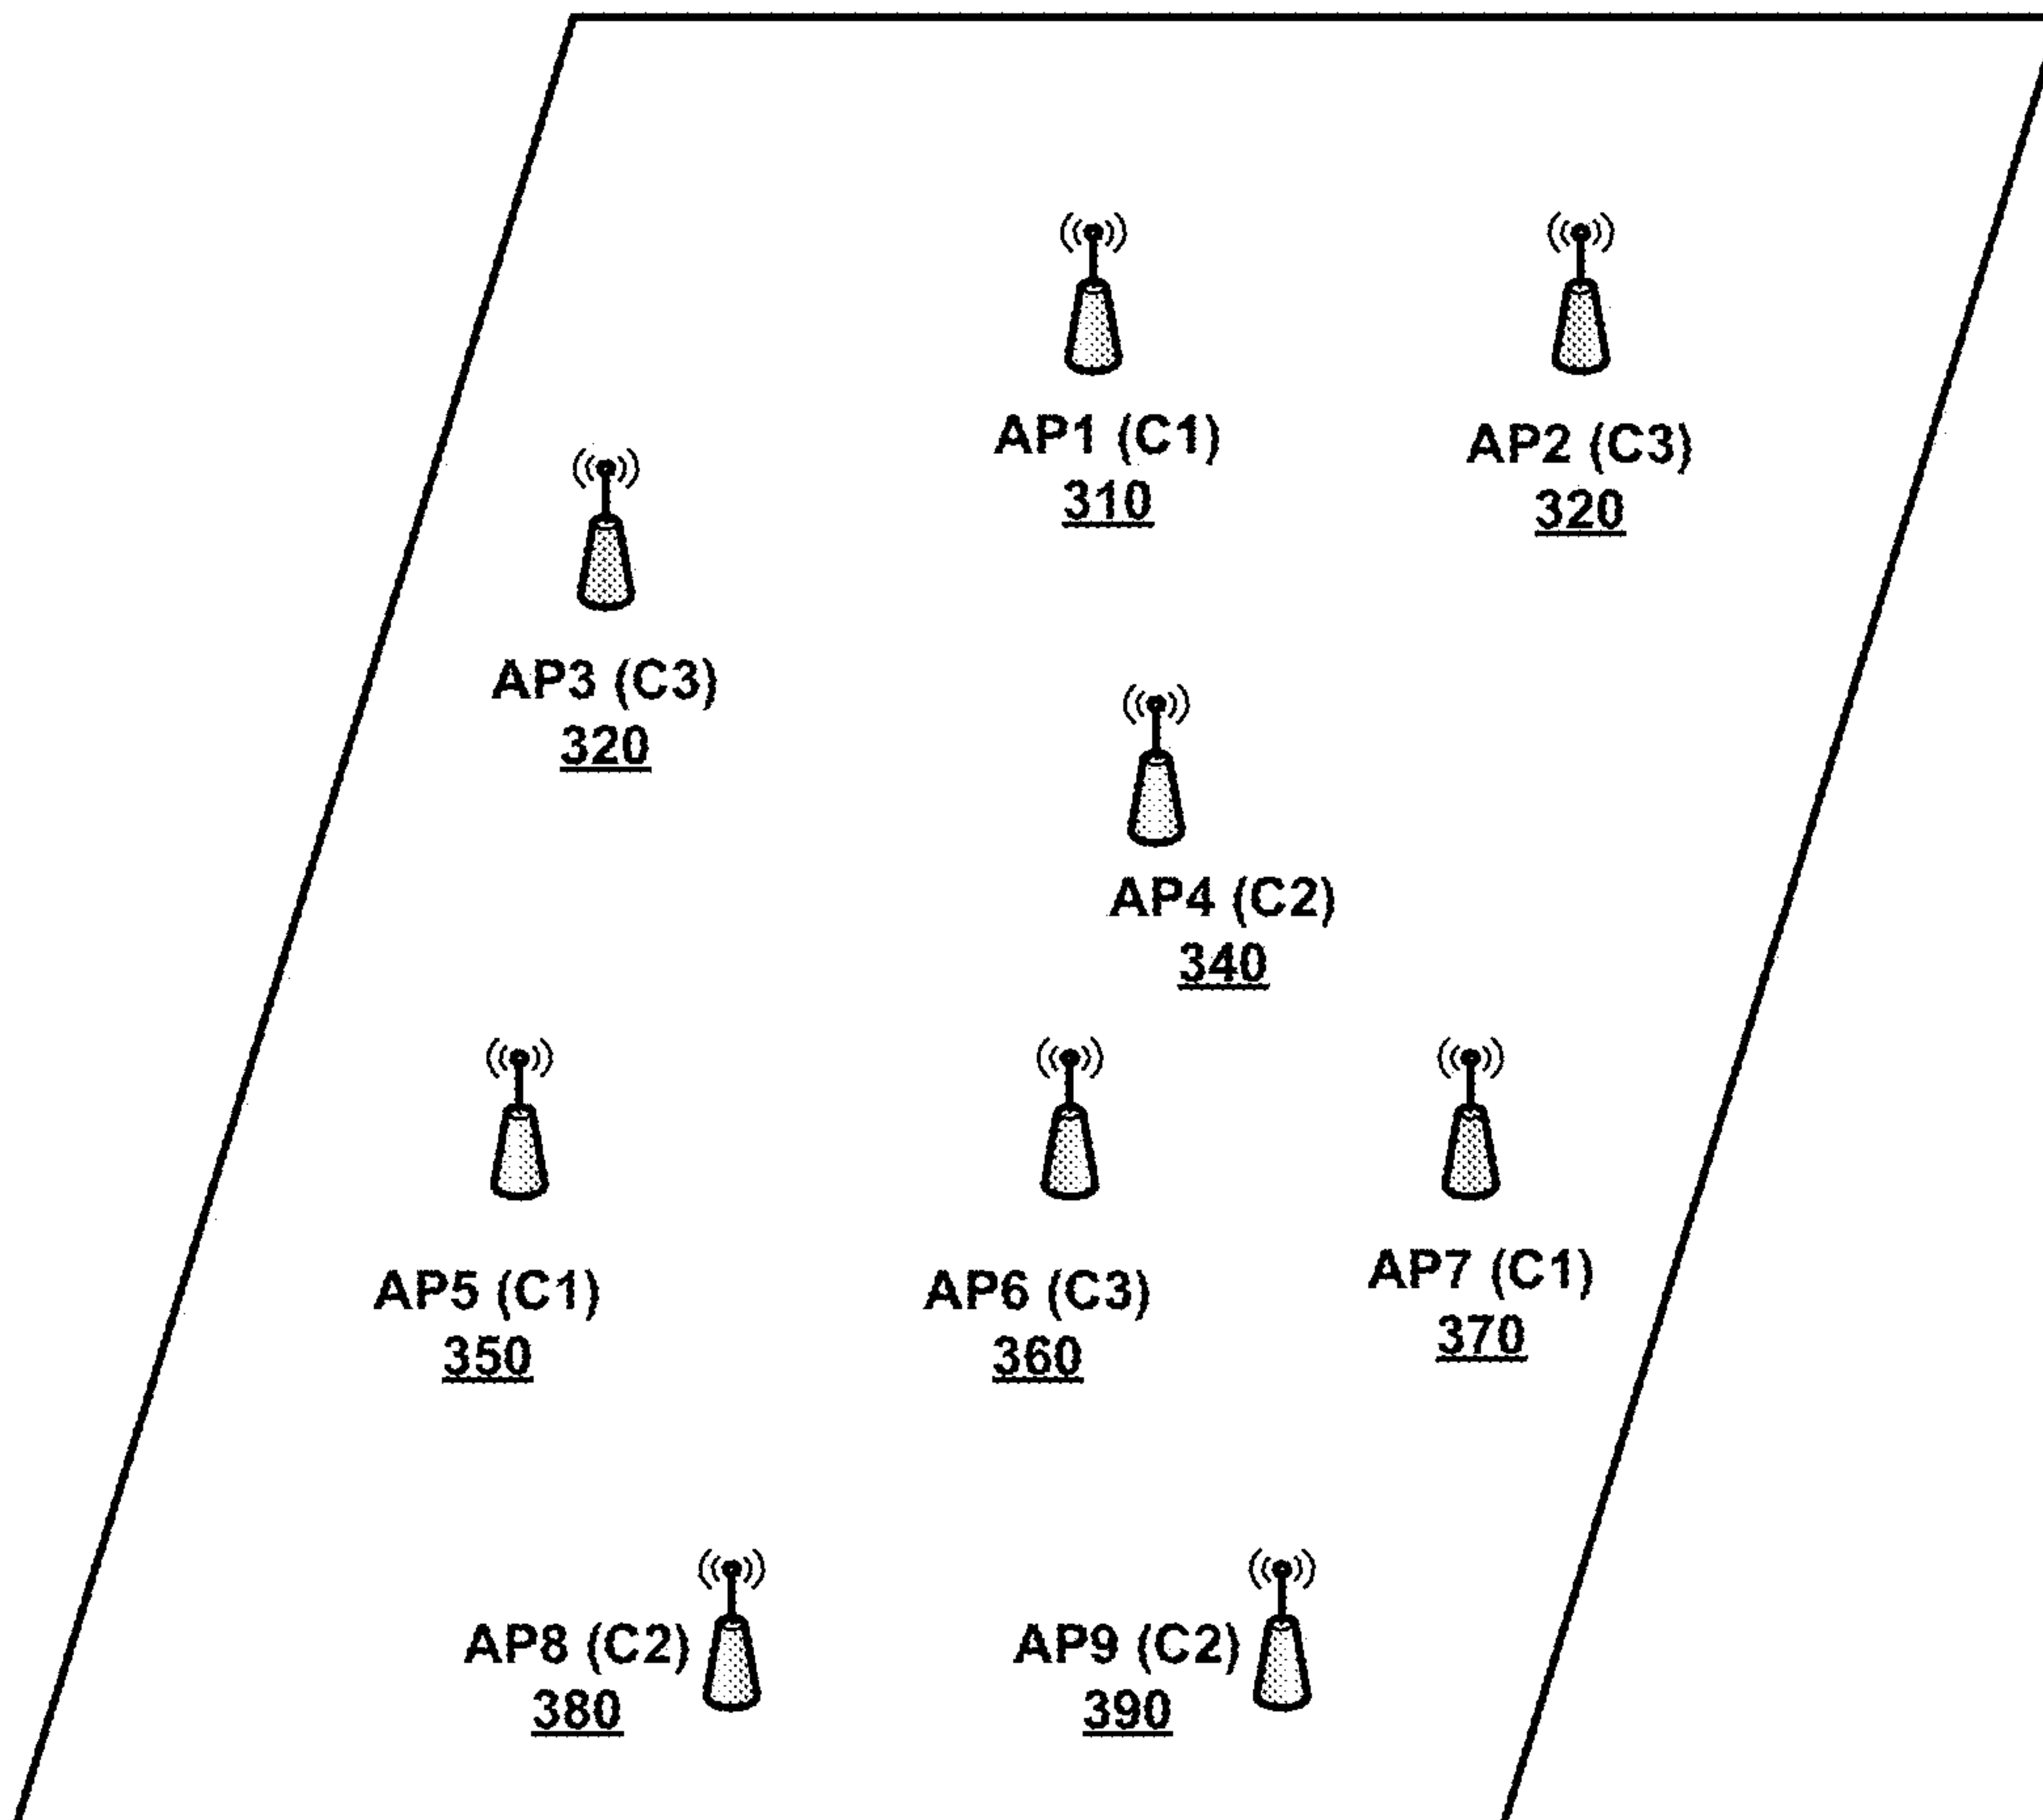 AP1 (C1)
310
AP2 (C3)
320
AP3 (C3)
320
AP4 (C2)
340
AP5 (C1)
350
AP6 (C3)
360
AP7 (C1)
370
AP8 (C2)
380
AP9 (C2)
390